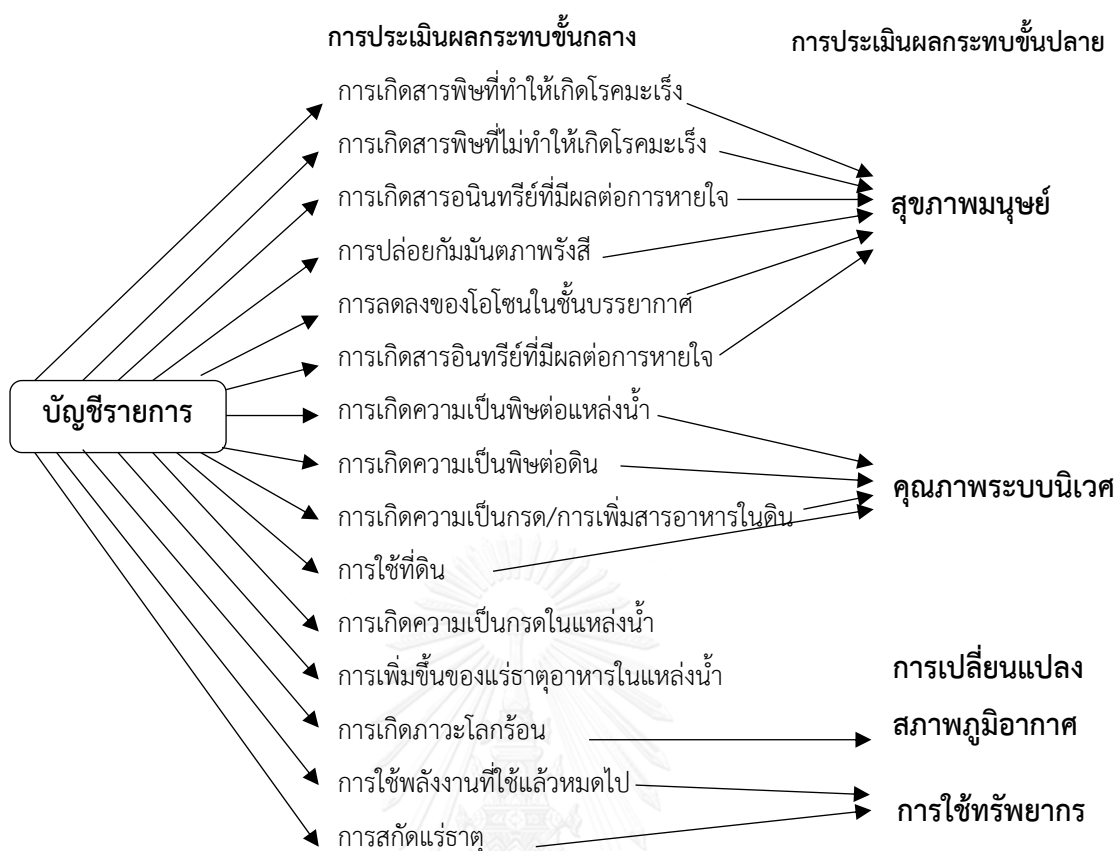 การประเมินผลกระทบขั้นกลาง
การประเมินผลกระทบขั้นปลาย
การเกิดสารพิษที่ทำให้เกิดโรคมะเร็ง
การเกิดสารพิษที่ไม่ทำให้เกิดโรคมะเร็ง
การเกิดสารอนินทรีย์ที่มีผลต่อการหายใจ
การปล่อยกัมมันตภาพรังสี
การลดลงของโอโซนในชั้นบรรยากาศ
การเกิดสารอินทรีย์ที่มีผลต่อการหายใจ
สุขภาพมนุษย์
บัญชีรายการ
การเกิดความเป็นพิษต่อแหล่งน้ำ
การเกิดความเป็นพิษต่อดิน
การเกิดความเป็นกรด/การเพิ่มสารอาหารในดิน
การใช้ที่ดิน
คุณภาพระบบนิเวศ
การเกิดความเป็นกรดในแหล่งน้ำ
การเพิ่มขึ้นของแร่ธาตุอาหารในแหล่งน้ำ
การเกิดภาวะโลกร้อน
การเปลี่ยนแปลง
สภาพภูมิอากาศ
การใช้พลังงานที่ใช้แล้วหมดไป
การสกัดแร่ธาตุ
การใช้ทรัพยากร